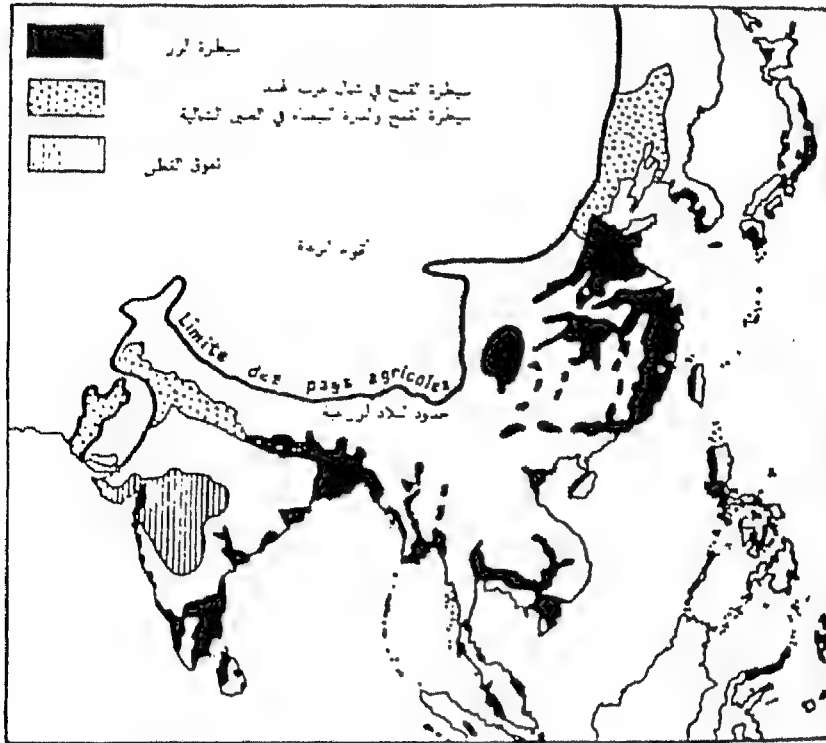 سيطرة الرز
سيطرة القمح في شمال غرب الهند
سيطرة القمح والذرة البيضاء في الصين الشمالية
تفوق القطن
Limite des pays agricoles
حدود البلاد الزراعية